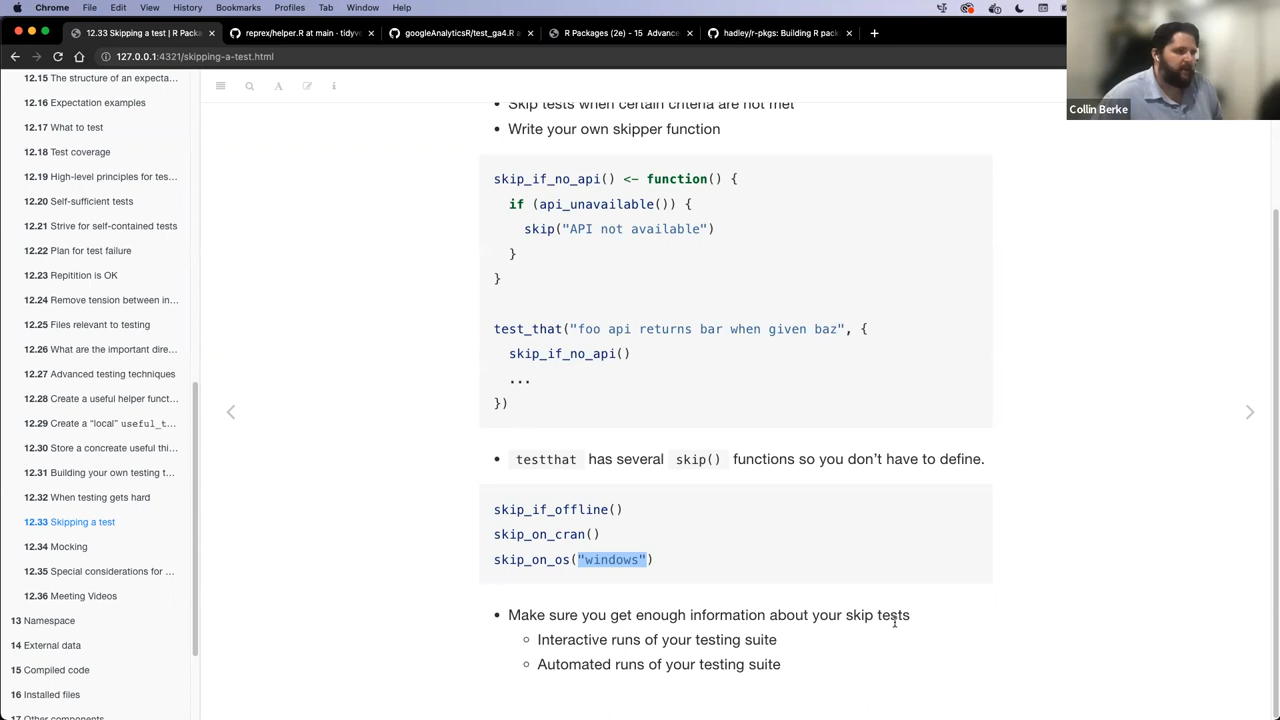 Chrome File Edit View History Bookmarks Profiles Tab Window Help
12.33 Skipping a test | R Pack
reprex/helper.R at main · tidyv
googleAnalyticsR/test_ga4.R
R Packages (2e) - 15 Advanc
hadley/r-pkgs: Building R pack
127.0.0.1:4321/skipping-a-test.html
Collin Berke
12.15 The structure of an expecta...
12.16 Expectation examples
12.17 What to test
12.18 Test coverage
12.19 High-level principles for tes...
12.20 Self-sufficient tests
12.21 Strive for self-contained tests
12.22 Plan for test failure
12.23 Repitition is OK
12.24 Remove tension between in...
12.25 Files relevant to testing
12.26 What are the important dire...
12.27 Advanced testing techniques
12.28 Create a useful helper funct...
12.29 Create a “local” useful_t...
12.30 Store a concreate useful thi...
12.31 Building your own testing t...
12.32 When testing gets hard
12.33 Skipping a test
12.34 Mocking
12.35 Special considerations for ...
12.36 Meeting Videos
13 Namespace
14 External data
15 Compiled code
16 Installed files
17 Other components
• Skip tests when certain criteria are not met
• Write your own skipper function
skip_if_no_api() <- function() {
if (api_unavailable()) {
skip("API not available")
}
}
test_that("foo api returns bar when given baz", {
skip_if_no_api()
...
})
• testthat has several skip() functions so you don’t have to define.
skip_if_offline()
skip_on_cran()
skip_on_os("windows")
• Make sure you get enough information about your skip tests
○ Interactive runs of your testing suite
○ Automated runs of your testing suite